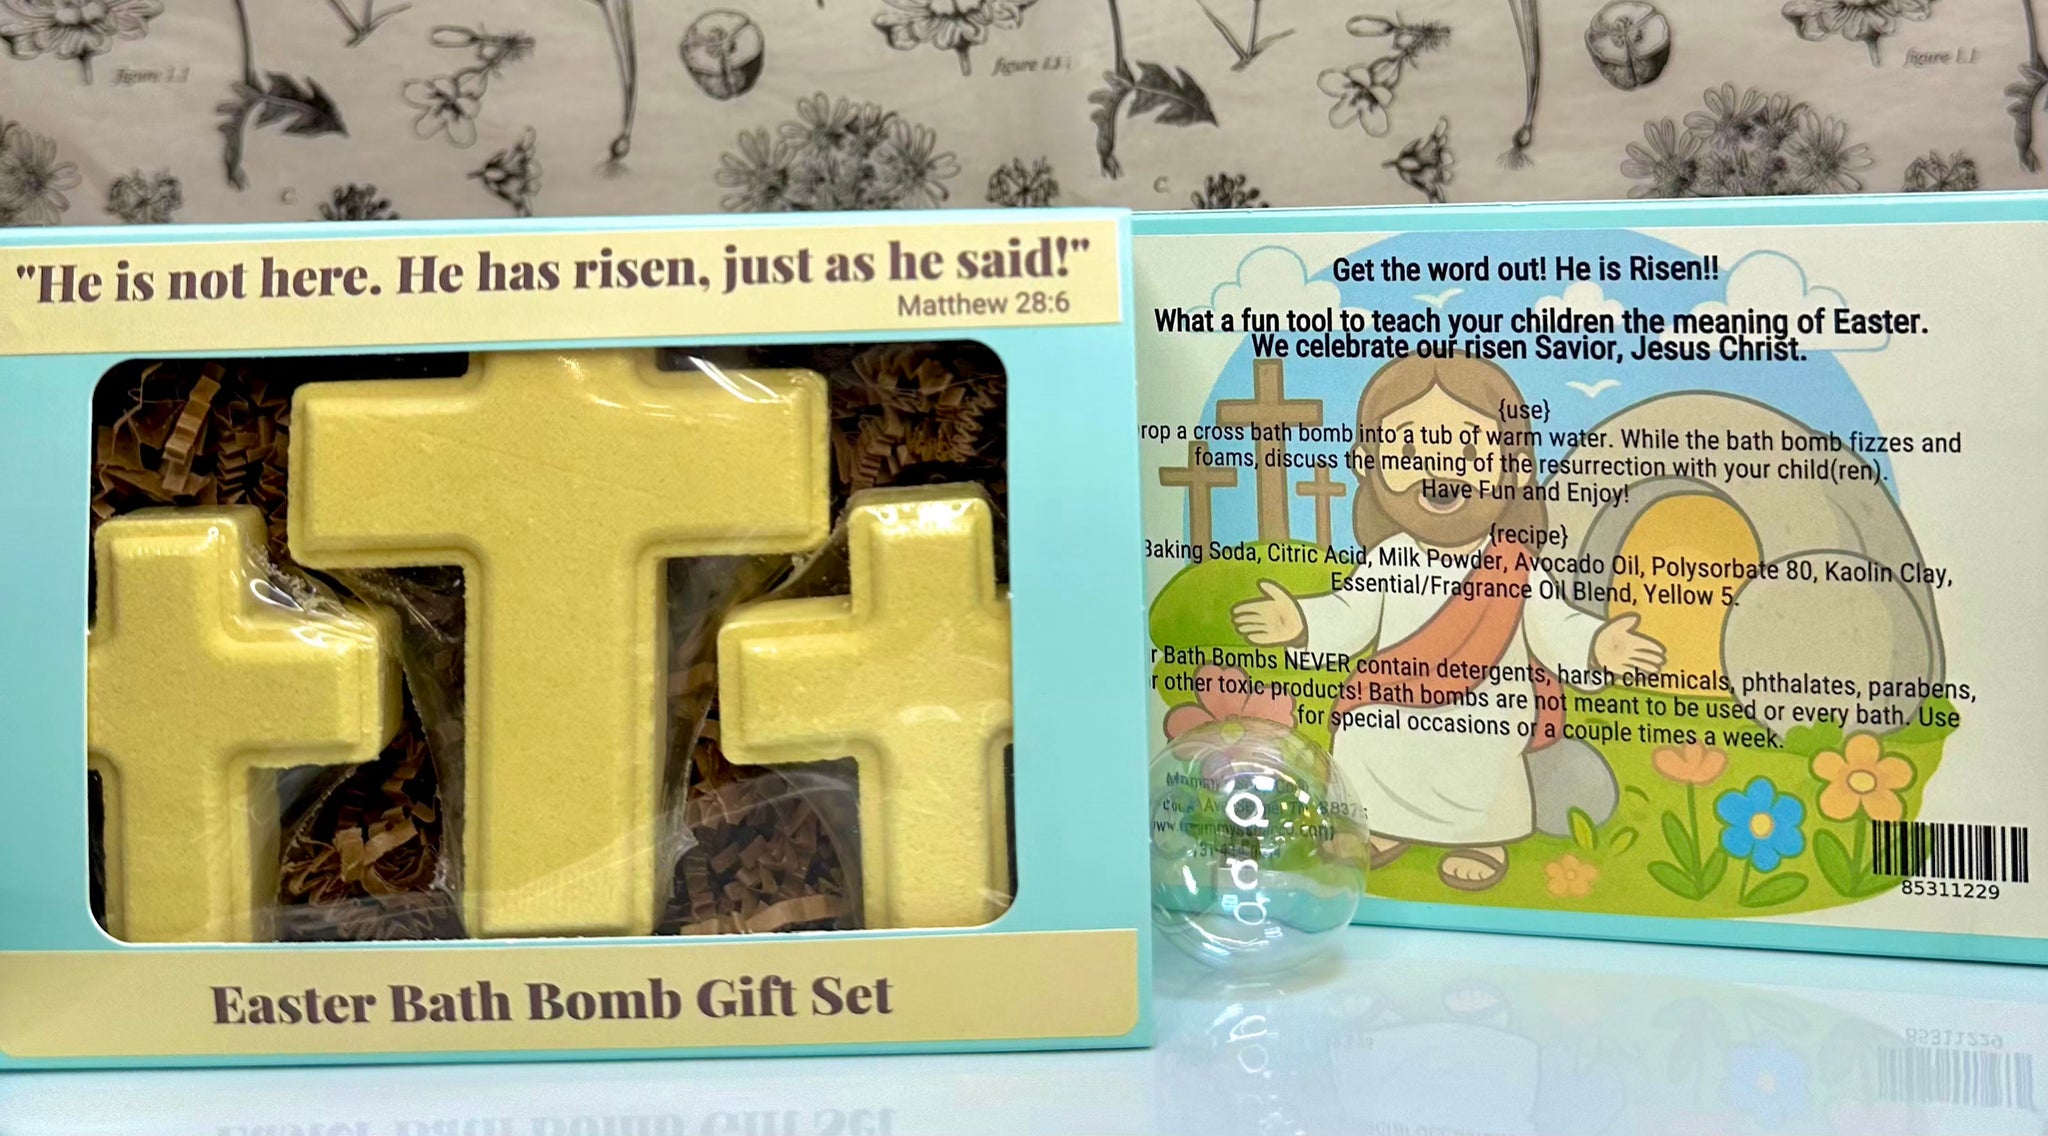 figure 1.1
figure 1.1
C.
C.
"He is not here. He has risen, just as he said!"
Matthew 28:6
Easter Bath Bomb Gift Set
Get the word out! He is Risen!!
What a fun tool to teach your children the meaning of Easter.
We celebrate our risen Savior, Jesus Christ.
{use}
rop a cross bath bomb into a tub of warm water. While the bath bomb fizzes and
foams, discuss the meaning of the resurrection with your child(ren).
Have Fun and Enjoy!
{recipe}
Baking Soda, Citric Acid, Milk Powder, Avocado Oil, Polysorbate 80, Kaolin Clay,
Essential/Fragrance Oil Blend, Yellow 5.
r Bath Bombs NEVER contain detergents, harsh chemicals, phthalates, parabens,
r other toxic products! Bath bombs are not meant to be used or every bath. Use
for special occasions or a couple times a week.
85311229